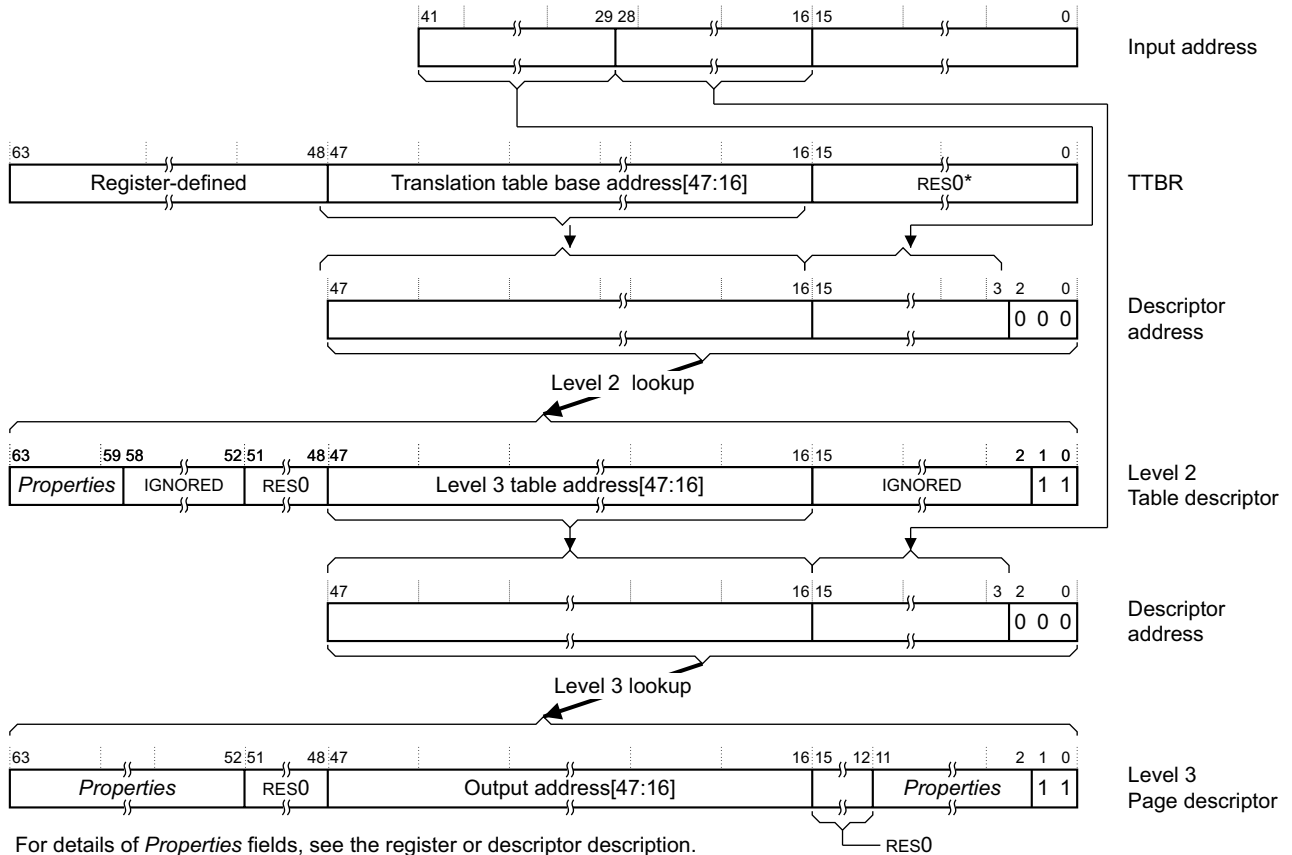 41 29 28 16 15 0
Input address
63 48 47 16 15 0
Register-defined Translation table base address[47:16] RES0*
TTBR
47 16 15 3 2 0
0 0 0
Descriptor
address
Level 2 lookup
63 59 58 52 51 48 47 16 15 2 1 0
Properties IGNORED RES0 Level 3 table address[47:16] IGNORED 1 1
Level 2
Table descriptor
47 16 15 3 2 0
0 0 0
Descriptor
address
Level 3 lookup
63 52 51 48 47 16 15 12 11 2 1 0
Properties RES0 Output address[47:16] Properties 1 1
Level 3
Page descriptor
For details of Properties fields, see the register or descriptor description.
RES0